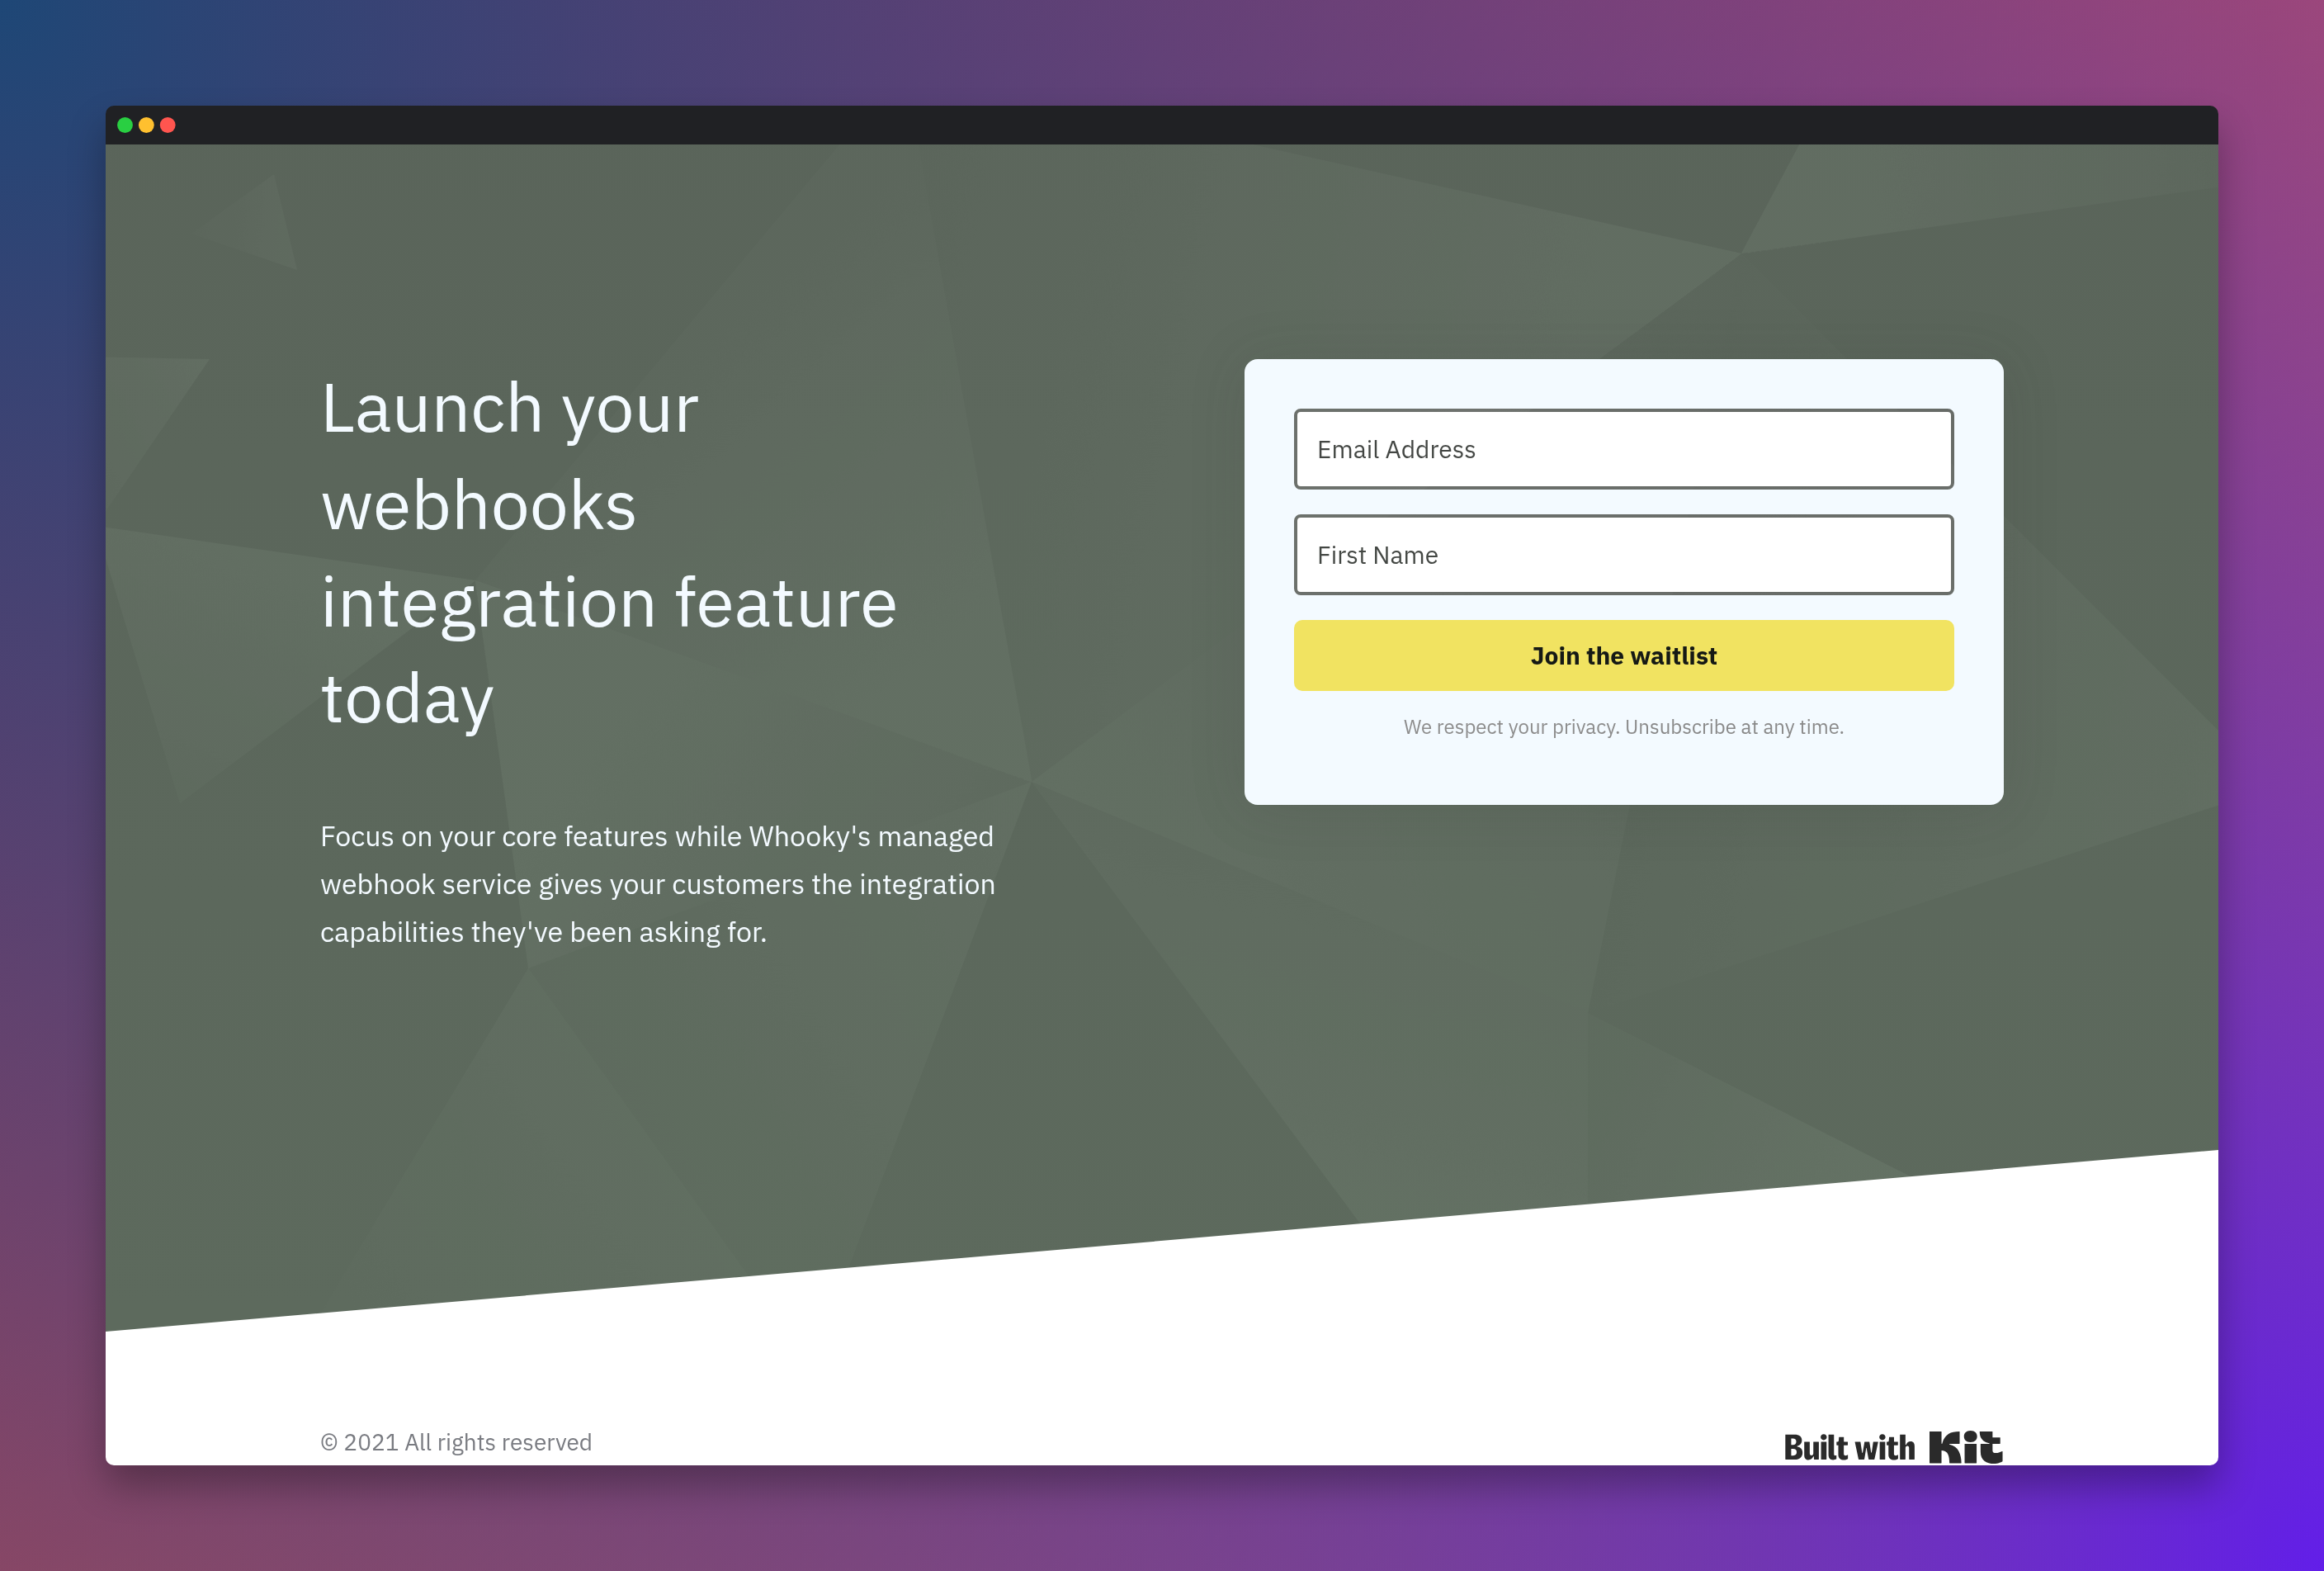 Launch your
webhooks
integration feature
today
Focus on your core features while Whooky's managed
webhook service gives your customers the integration
capabilities they've been asking for.
Email Address
First Name
Join the waitlist
We respect your privacy. Unsubscribe at any time.
© 2021 All rights reserved
Built with Kit